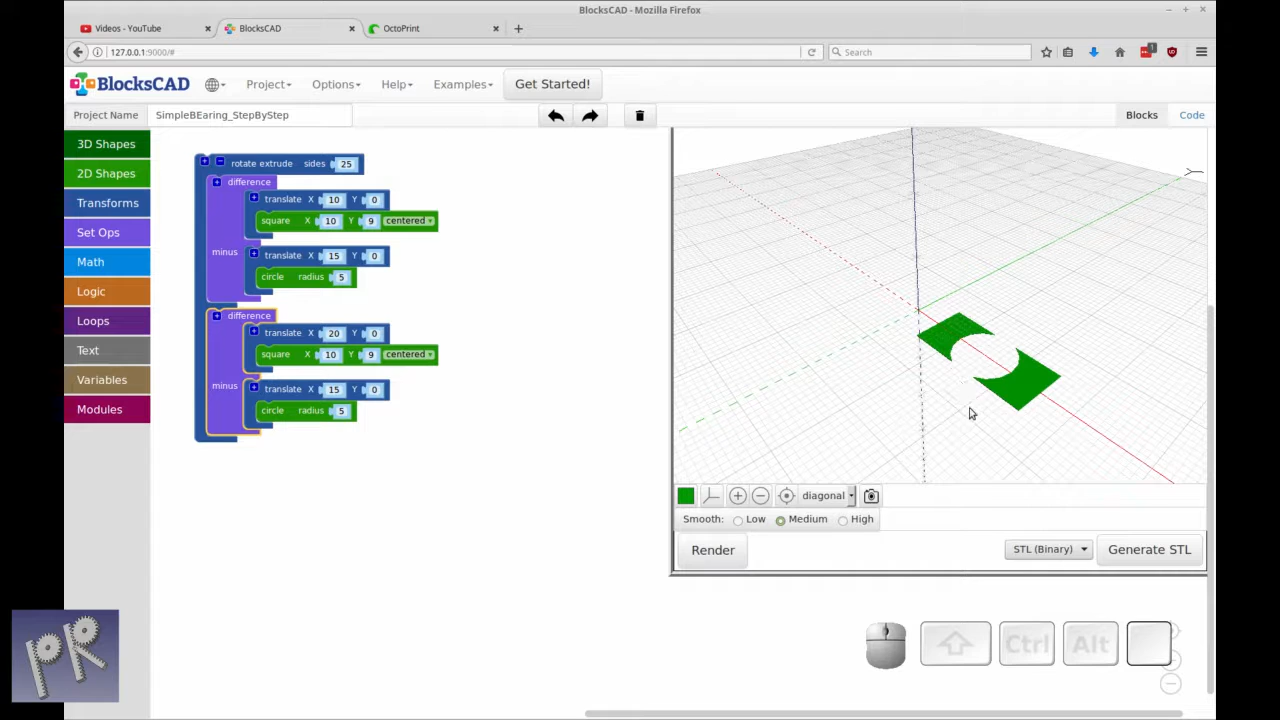 BlocksCAD - Mozilla Firefox
Videos - YouTube
BlocksCAD
OctoPrint
127.0.0.1:9000/#
Search
1
BlocksCAD
Project
Options
Help
Examples
Get Started!
Project Name
SimpleBEaring_StepByStep
Blocks
Code
3D Shapes
2D Shapes
Transforms
Set Ops
Math
Logic
Loops
Text
Variables
Modules
rotate extrude sides 25
difference
translate X 10 Y 0
square X 10 Y 9 centered
minus
translate X 15 Y 0
circle radius 5
difference
translate X 20 Y 0
square X 10 Y 9 centered
minus
translate X 15 Y 0
circle radius 5
diagonal
Smooth: Low Medium High
Render
STL (Binary)
Generate STL
PR
Ctrl
Alt